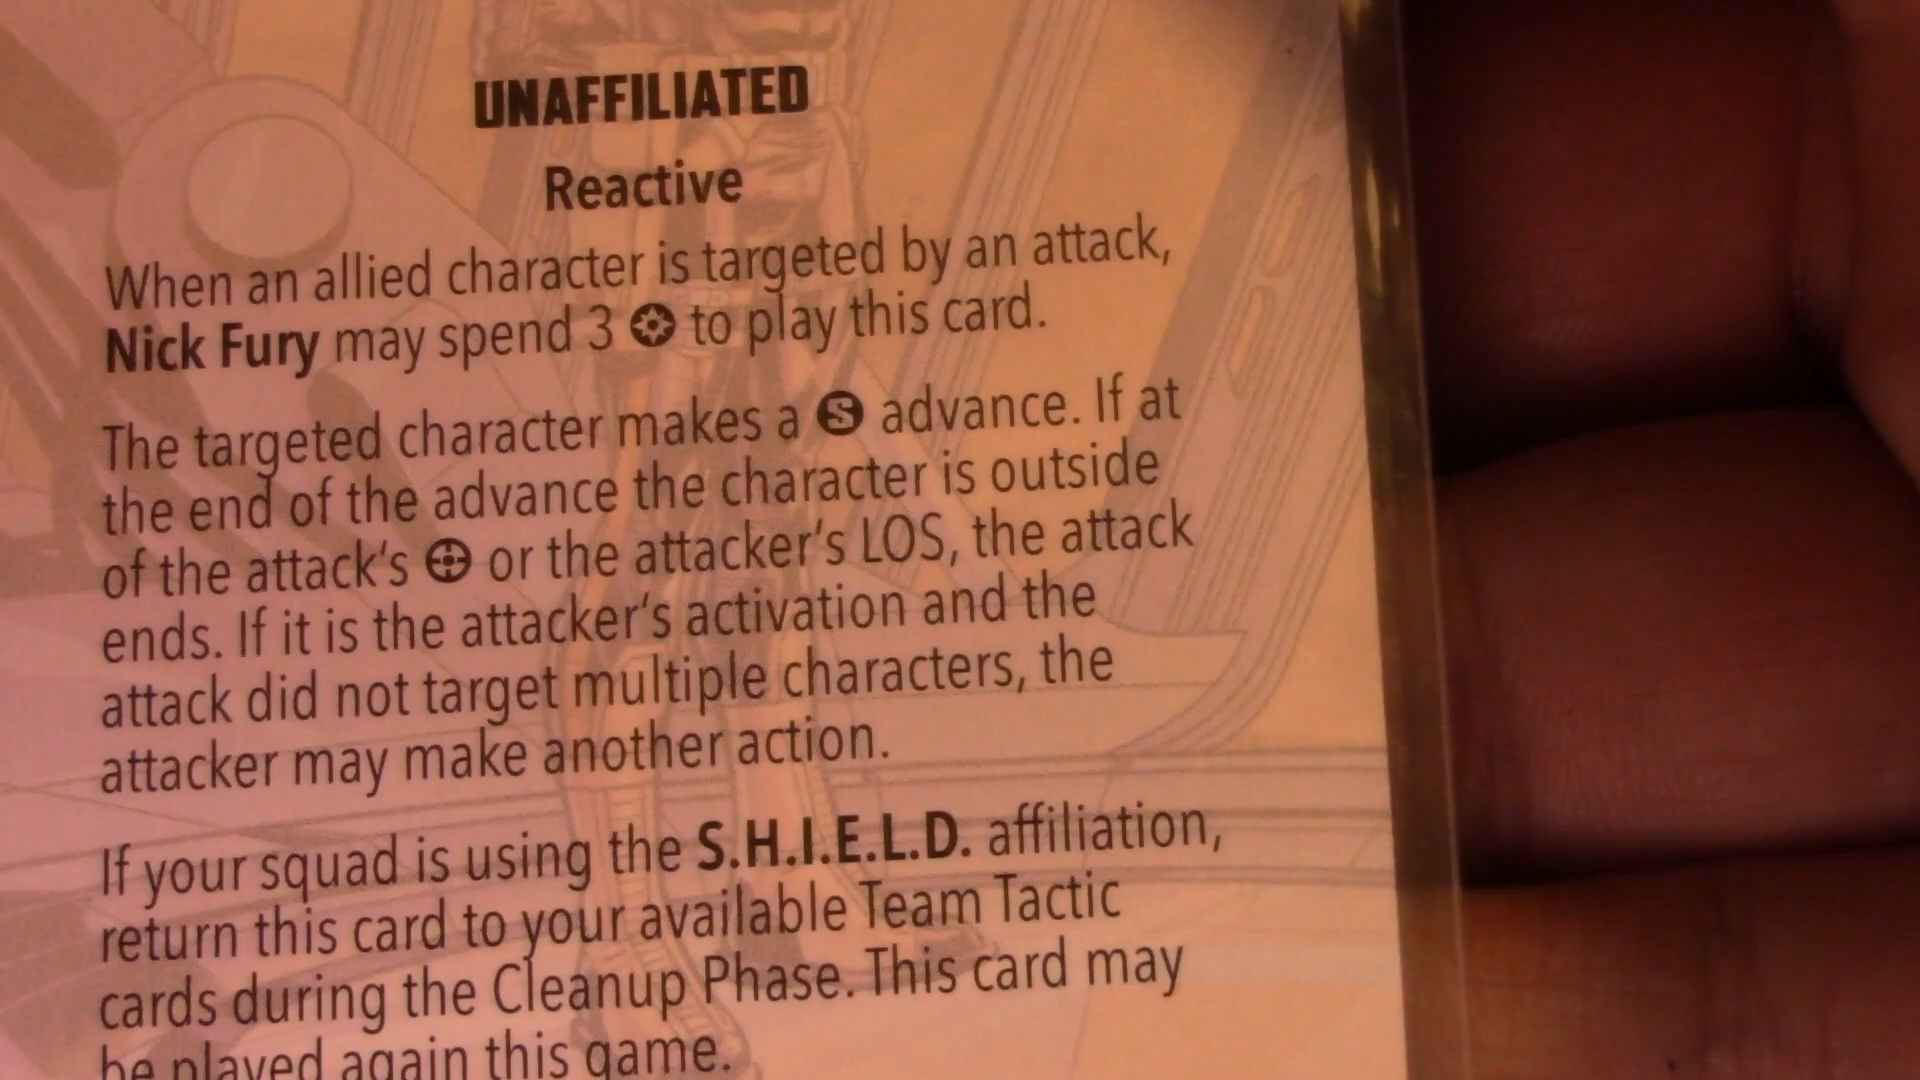 UNAFFILIATED
Reactive
When an allied character is targeted by an attack,
Nick Fury may spend 3 to play this card.
The targeted character makes a S advance. If at
the end of the advance the character is outside
of the attack's or the attacker's LOS, the attack
ends. If it is the attacker's activation and the
attack did not target multiple characters, the
attacker may make another action.
If your squad is using the S.H.I.E.L.D. affiliation,
return this card to your available Team Tactic
cards during the Cleanup Phase. This card may
be played again this game.